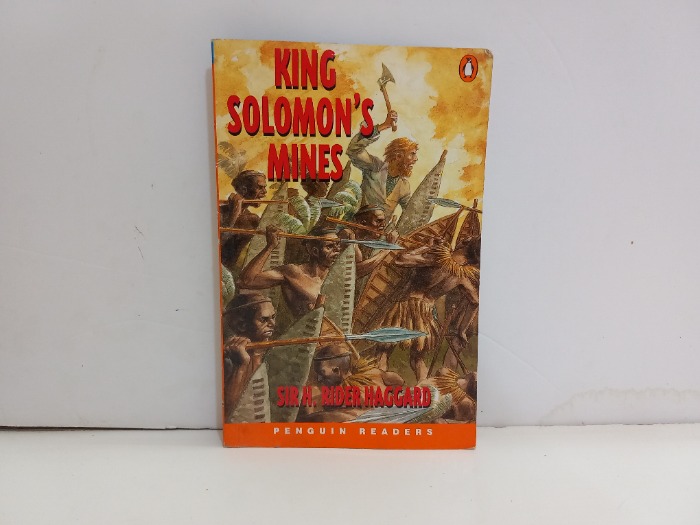 KING
SOLOMON'S
MINES
SIR H. RIDER HAGGARD
PENGUIN READERS